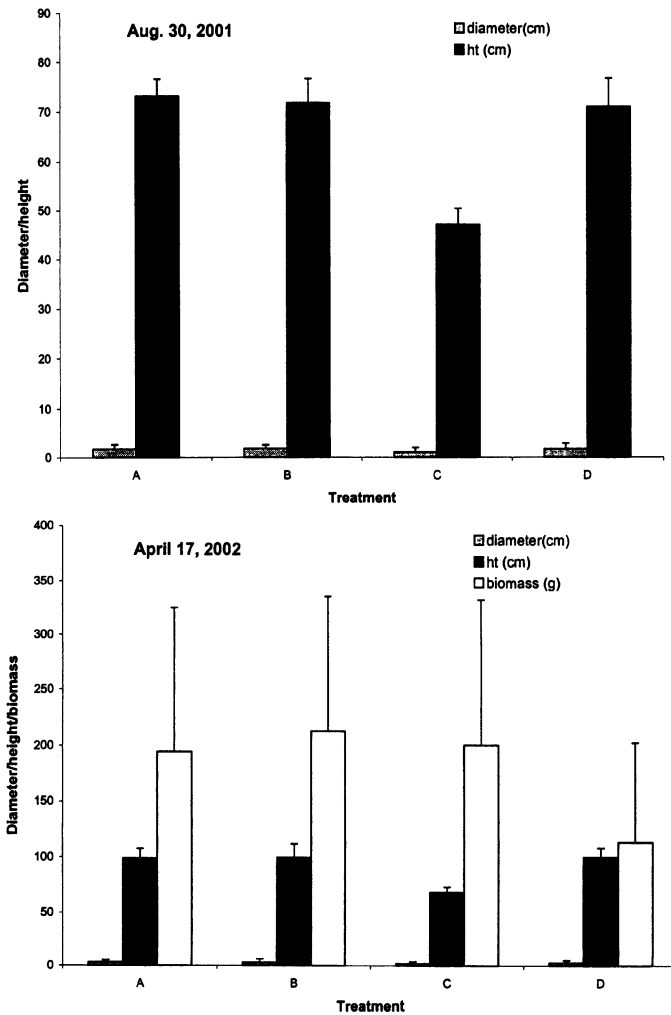 Aug. 30, 2001
diameter(cm)
ht (cm)
Diameter/height
90
80
70
60
50
40
30
20
10
0
A B C D
Treatment
April 17, 2002
diameter(cm)
ht (cm)
biomass (g)
Diameter/height/biomass
400
350
300
250
200
150
100
50
0
A B C D
Treatment